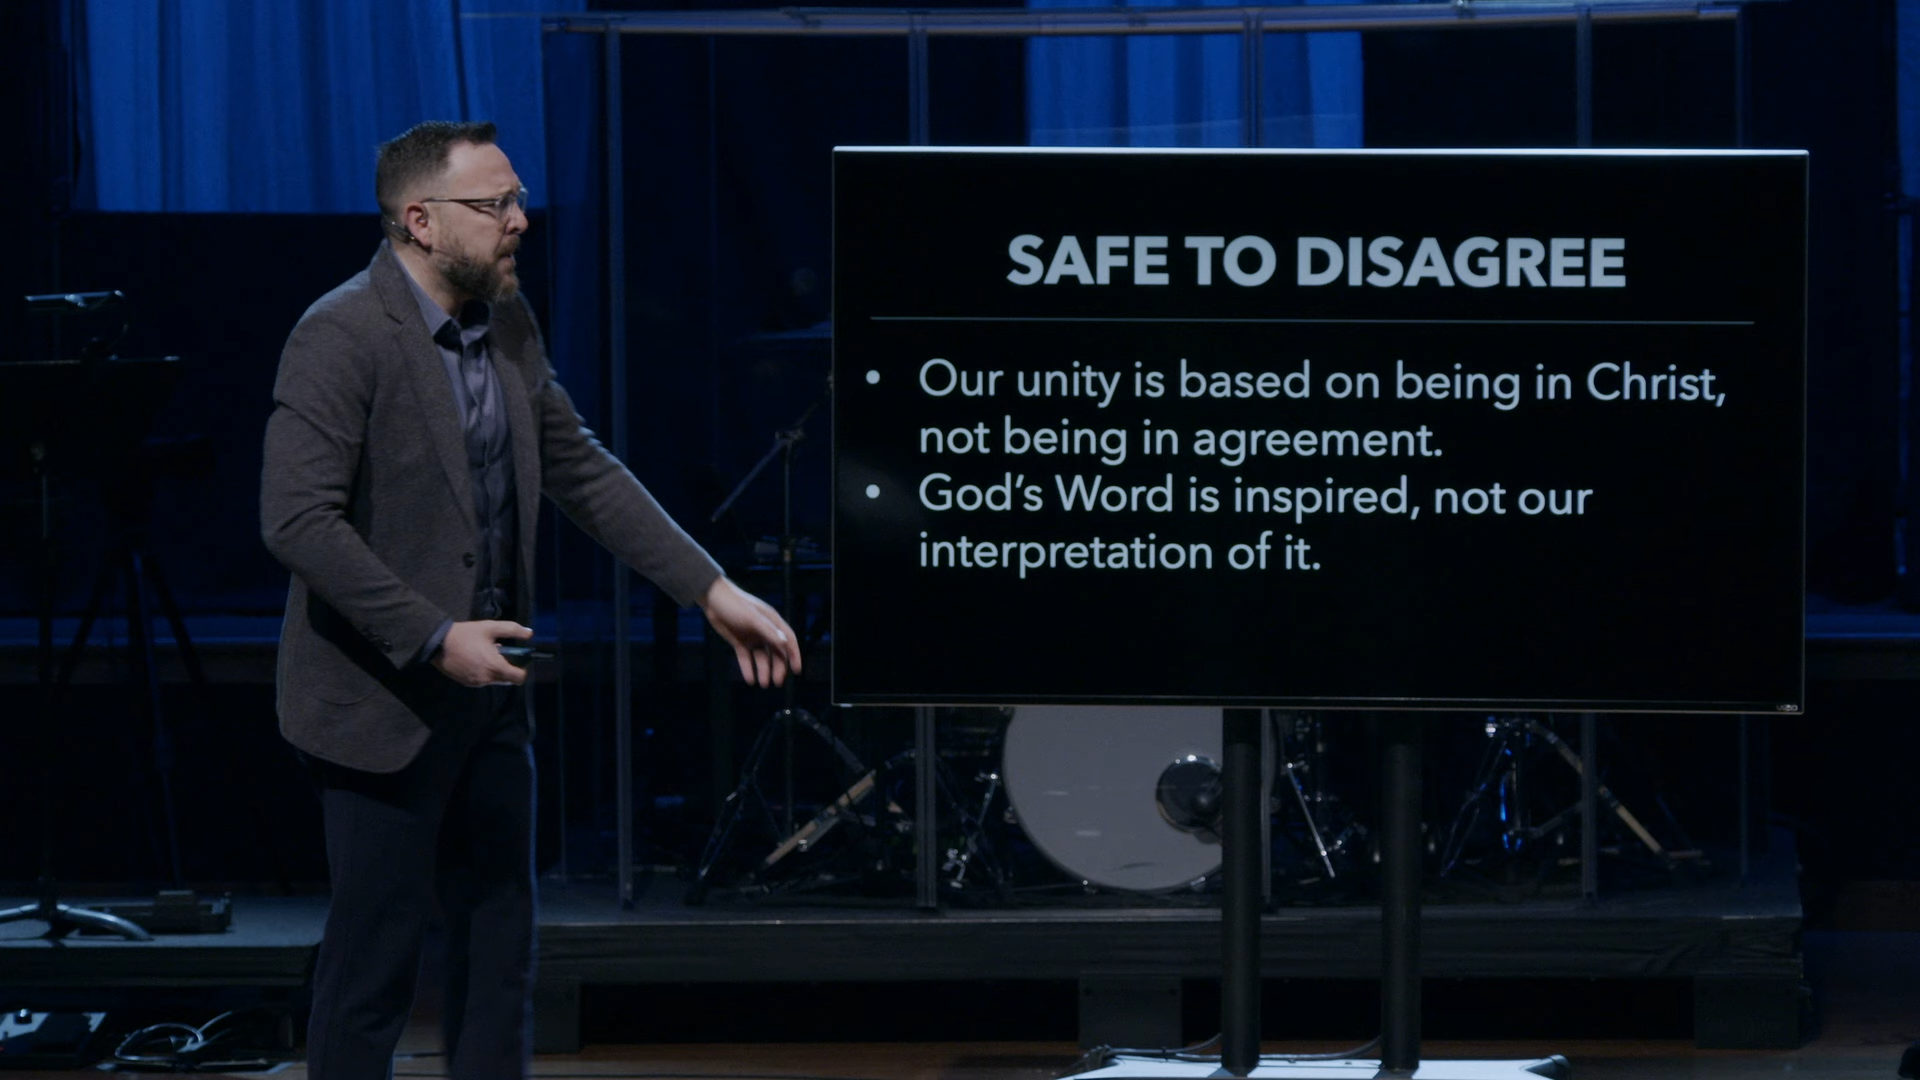 SAFE TO DISAGREE
• Our unity is based on being in Christ,
not being in agreement.
• God’s Word is inspired, not our
interpretation of it.
VIZIO